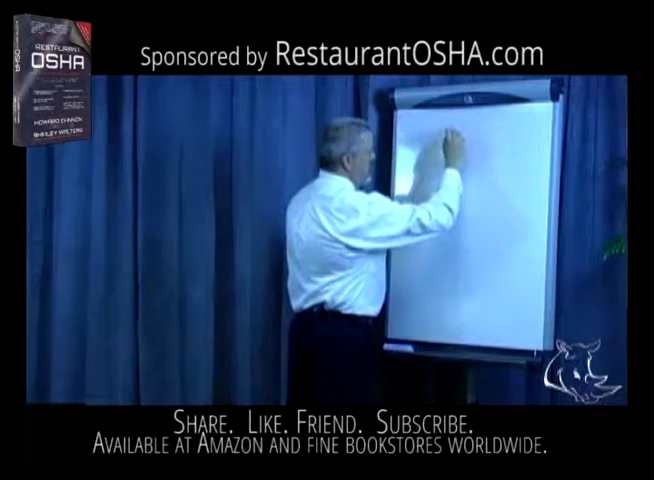 Sponsored by RestaurantOSHA.com
RESTAURANT
OSHA
HOWARD CANNON
SHIRLEY WALTERS
SHARE. LIKE. FRIEND. SUBSCRIBE.
AVAILABLE AT AMAZON AND FINE BOOKSTORES WORLDWIDE.